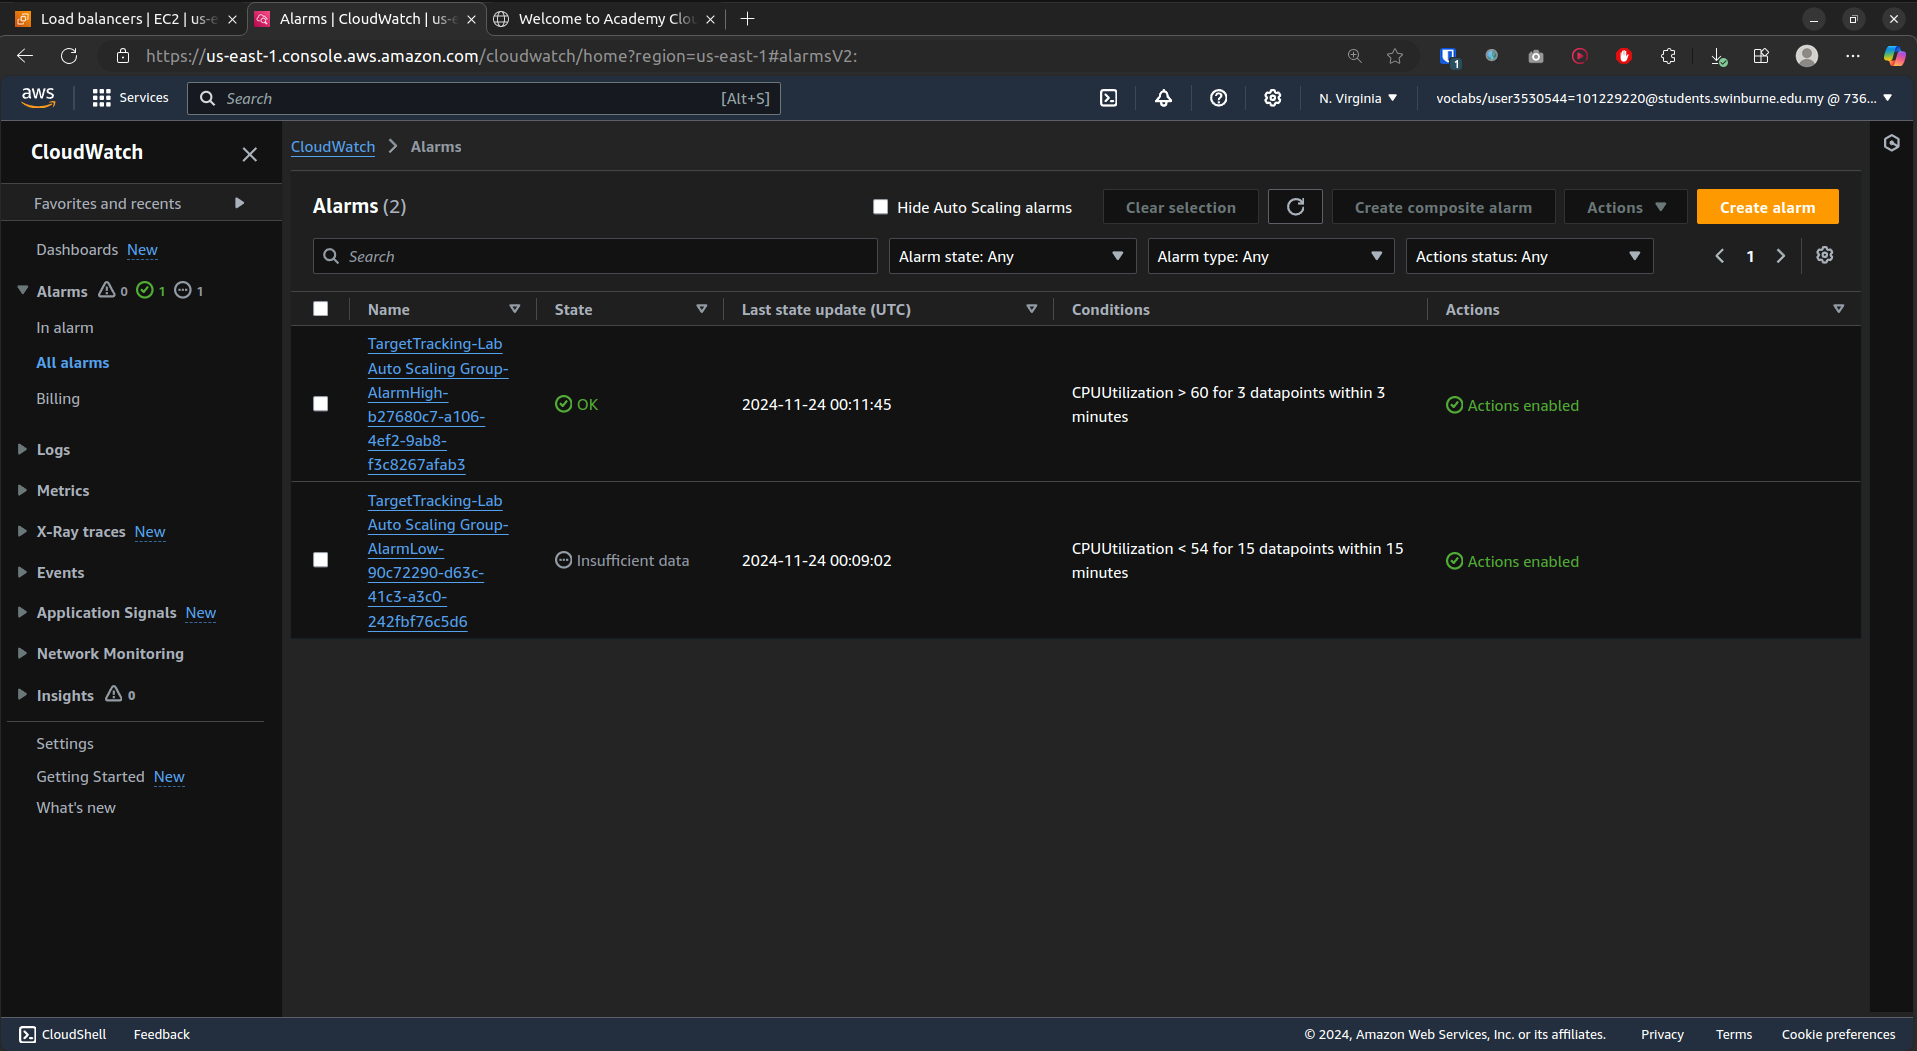 Load balancers | EC2 | us-e
Alarms | CloudWatch | us-e
Welcome to Academy Clou
https://us-east-1.console.aws.amazon.com/cloudwatch/home?region=us-east-1#alarmsV2:
1
aws
Services
Search
[Alt+S]
N. Virginia
voclabs/user3530544=101229220@students.swinburne.edu.my @ 736...
CloudWatch
Favorites and recents
Dashboards New
Alarms 0 1 1
In alarm
All alarms
Billing
Logs
Metrics
X-Ray traces New
Events
Application Signals New
Network Monitoring
Insights 0
Settings
Getting Started New
What's new
CloudWatch > Alarms
Alarms (2)
Hide Auto Scaling alarms
Clear selection
Create composite alarm
Actions
Create alarm
Search
Alarm state: Any
Alarm type: Any
Actions status: Any
1
Name
State
Last state update (UTC)
Conditions
Actions
TargetTracking-Lab
Auto Scaling Group-
AlarmHigh-
b27680c7-a106-
4ef2-9ab8-
f3c8267afab3
OK
2024-11-24 00:11:45
CPUUtilization > 60 for 3 datapoints within 3
minutes
Actions enabled
TargetTracking-Lab
Auto Scaling Group-
AlarmLow-
90c72290-d63c-
41c3-a3c0-
242fbf76c5d6
Insufficient data
2024-11-24 00:09:02
CPUUtilization < 54 for 15 datapoints within 15
minutes
Actions enabled
CloudShell
Feedback
© 2024, Amazon Web Services, Inc. or its affiliates.
Privacy
Terms
Cookie preferences